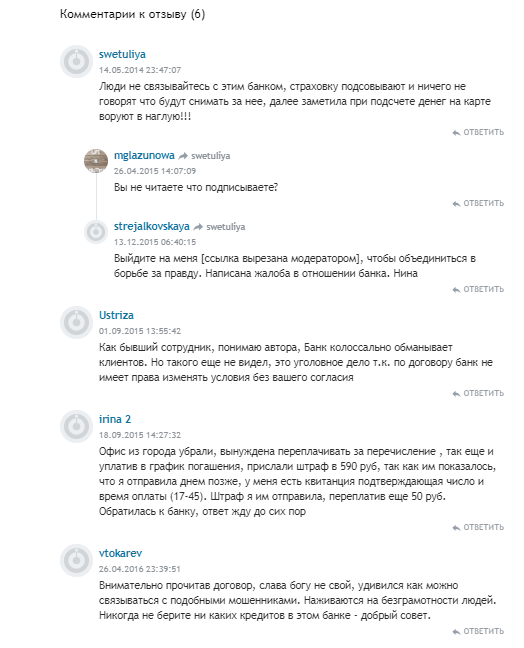 Комментарии к отзыву (6)
swetuliya
14.05.2014 23:47:07
Люди не связывайтесь с этим банком, страховку подсовывают и ничего не
говорят что будут снимать за нее, далее заметила при подсчете денег на карте
воруют в наглую!!!
ОТВЕТИТЬ
mglazunowa swetuliya
26.04.2015 14:07:09
Вы не читаете что подписываете?
ОТВЕТИТЬ
strejalkovskaya swetuliya
13.12.2015 06:40:15
Выйдите на меня [ссылка вырезана модератором], чтобы объединиться в
борьбе за правду. Написана жалоба в отношении банка. Нина
ОТВЕТИТЬ
Ustriza
01.09.2015 13:55:42
Как бывший сотрудник, понимаю автора, Банк колоссально обманывает
клиентов. Но такого еще не видел, это уголовное дело т.к. по договору банк не
имеет права изменять условия без вашего согласия
ОТВЕТИТЬ
irina 2
18.09.2015 14:27:32
Офис из города убрали, вынуждена переплачивать за перечисление , так еще и
уплатив в график погашения, прислали штраф в 590 руб, так как им показалось,
что я отправила днем позже, у меня есть квитанция подтверждающая число и
время оплаты (17-45). Штраф я им отправила, переплатив еще 50 руб.
Обратилась к банку, ответ жду до сих пор
ОТВЕТИТЬ
vtokarev
26.04.2016 23:39:51
Внимательно прочитав договор, слава богу не свой, удивился как можно
связываться с подобными мошенниками. Наживаются на безграмотности людей.
Никогда не берите ни каких кредитов в этом банке - добрый совет.
ОТВЕТИТЬ